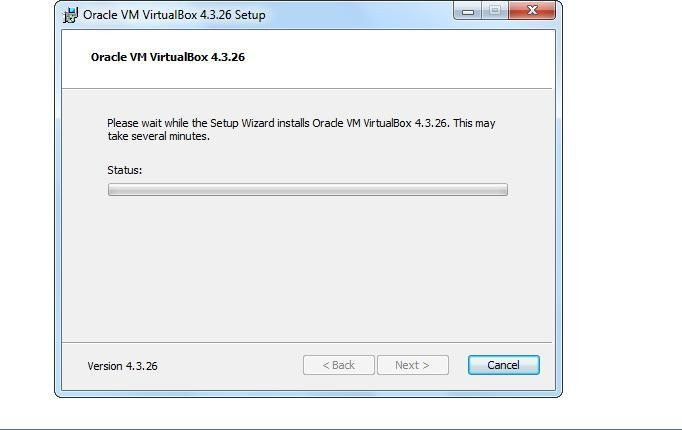 Oracle VM VirtualBox 4.3.26 Setup
Oracle VM VirtualBox 4.3.26
Please wait while the Setup Wizard installs Oracle VM VirtualBox 4.3.26. This may
take several minutes.
Status:
Version 4.3.26
< Back
Next >
Cancel